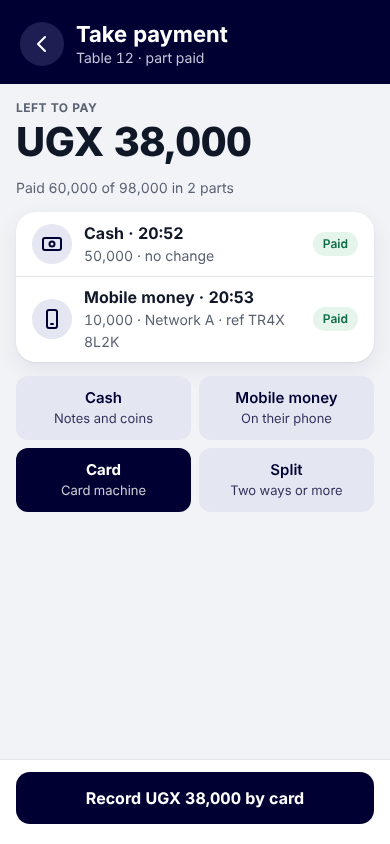 Take payment
Table 12 · part paid
LEFT TO PAY
UGX 38,000
Paid 60,000 of 98,000 in 2 parts
Cash · 20:52
50,000 · no change
Paid
Mobile money · 20:53
10,000 · Network A · ref TR4X
8L2K
Paid
Cash
Notes and coins
Mobile money
On their phone
Card
Card machine
Split
Two ways or more
Record UGX 38,000 by card